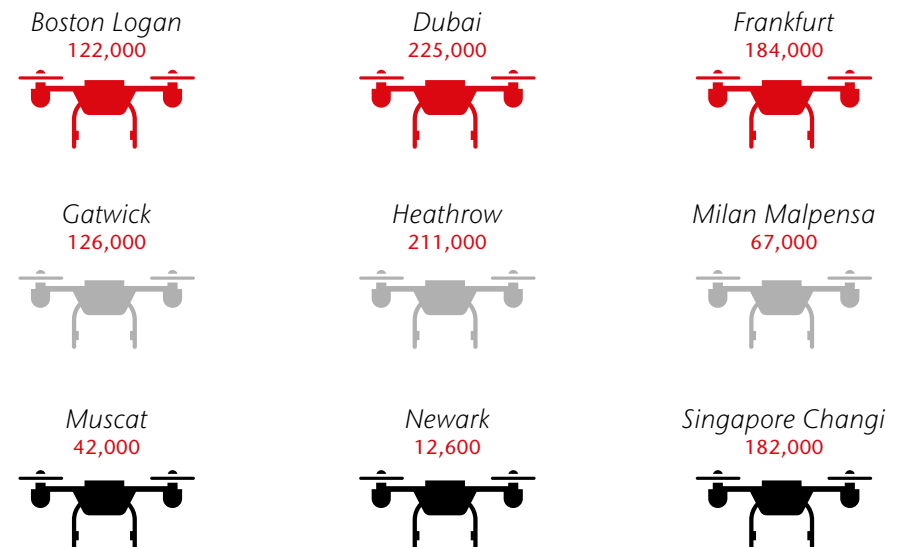 Boston Logan
122,000
Dubai
225,000
Frankfurt
184,000
Gatwick
126,000
Heathrow
211,000
Milan Malpensa
67,000
Muscat
42,000
Newark
12,600
Singapore Changi
182,000